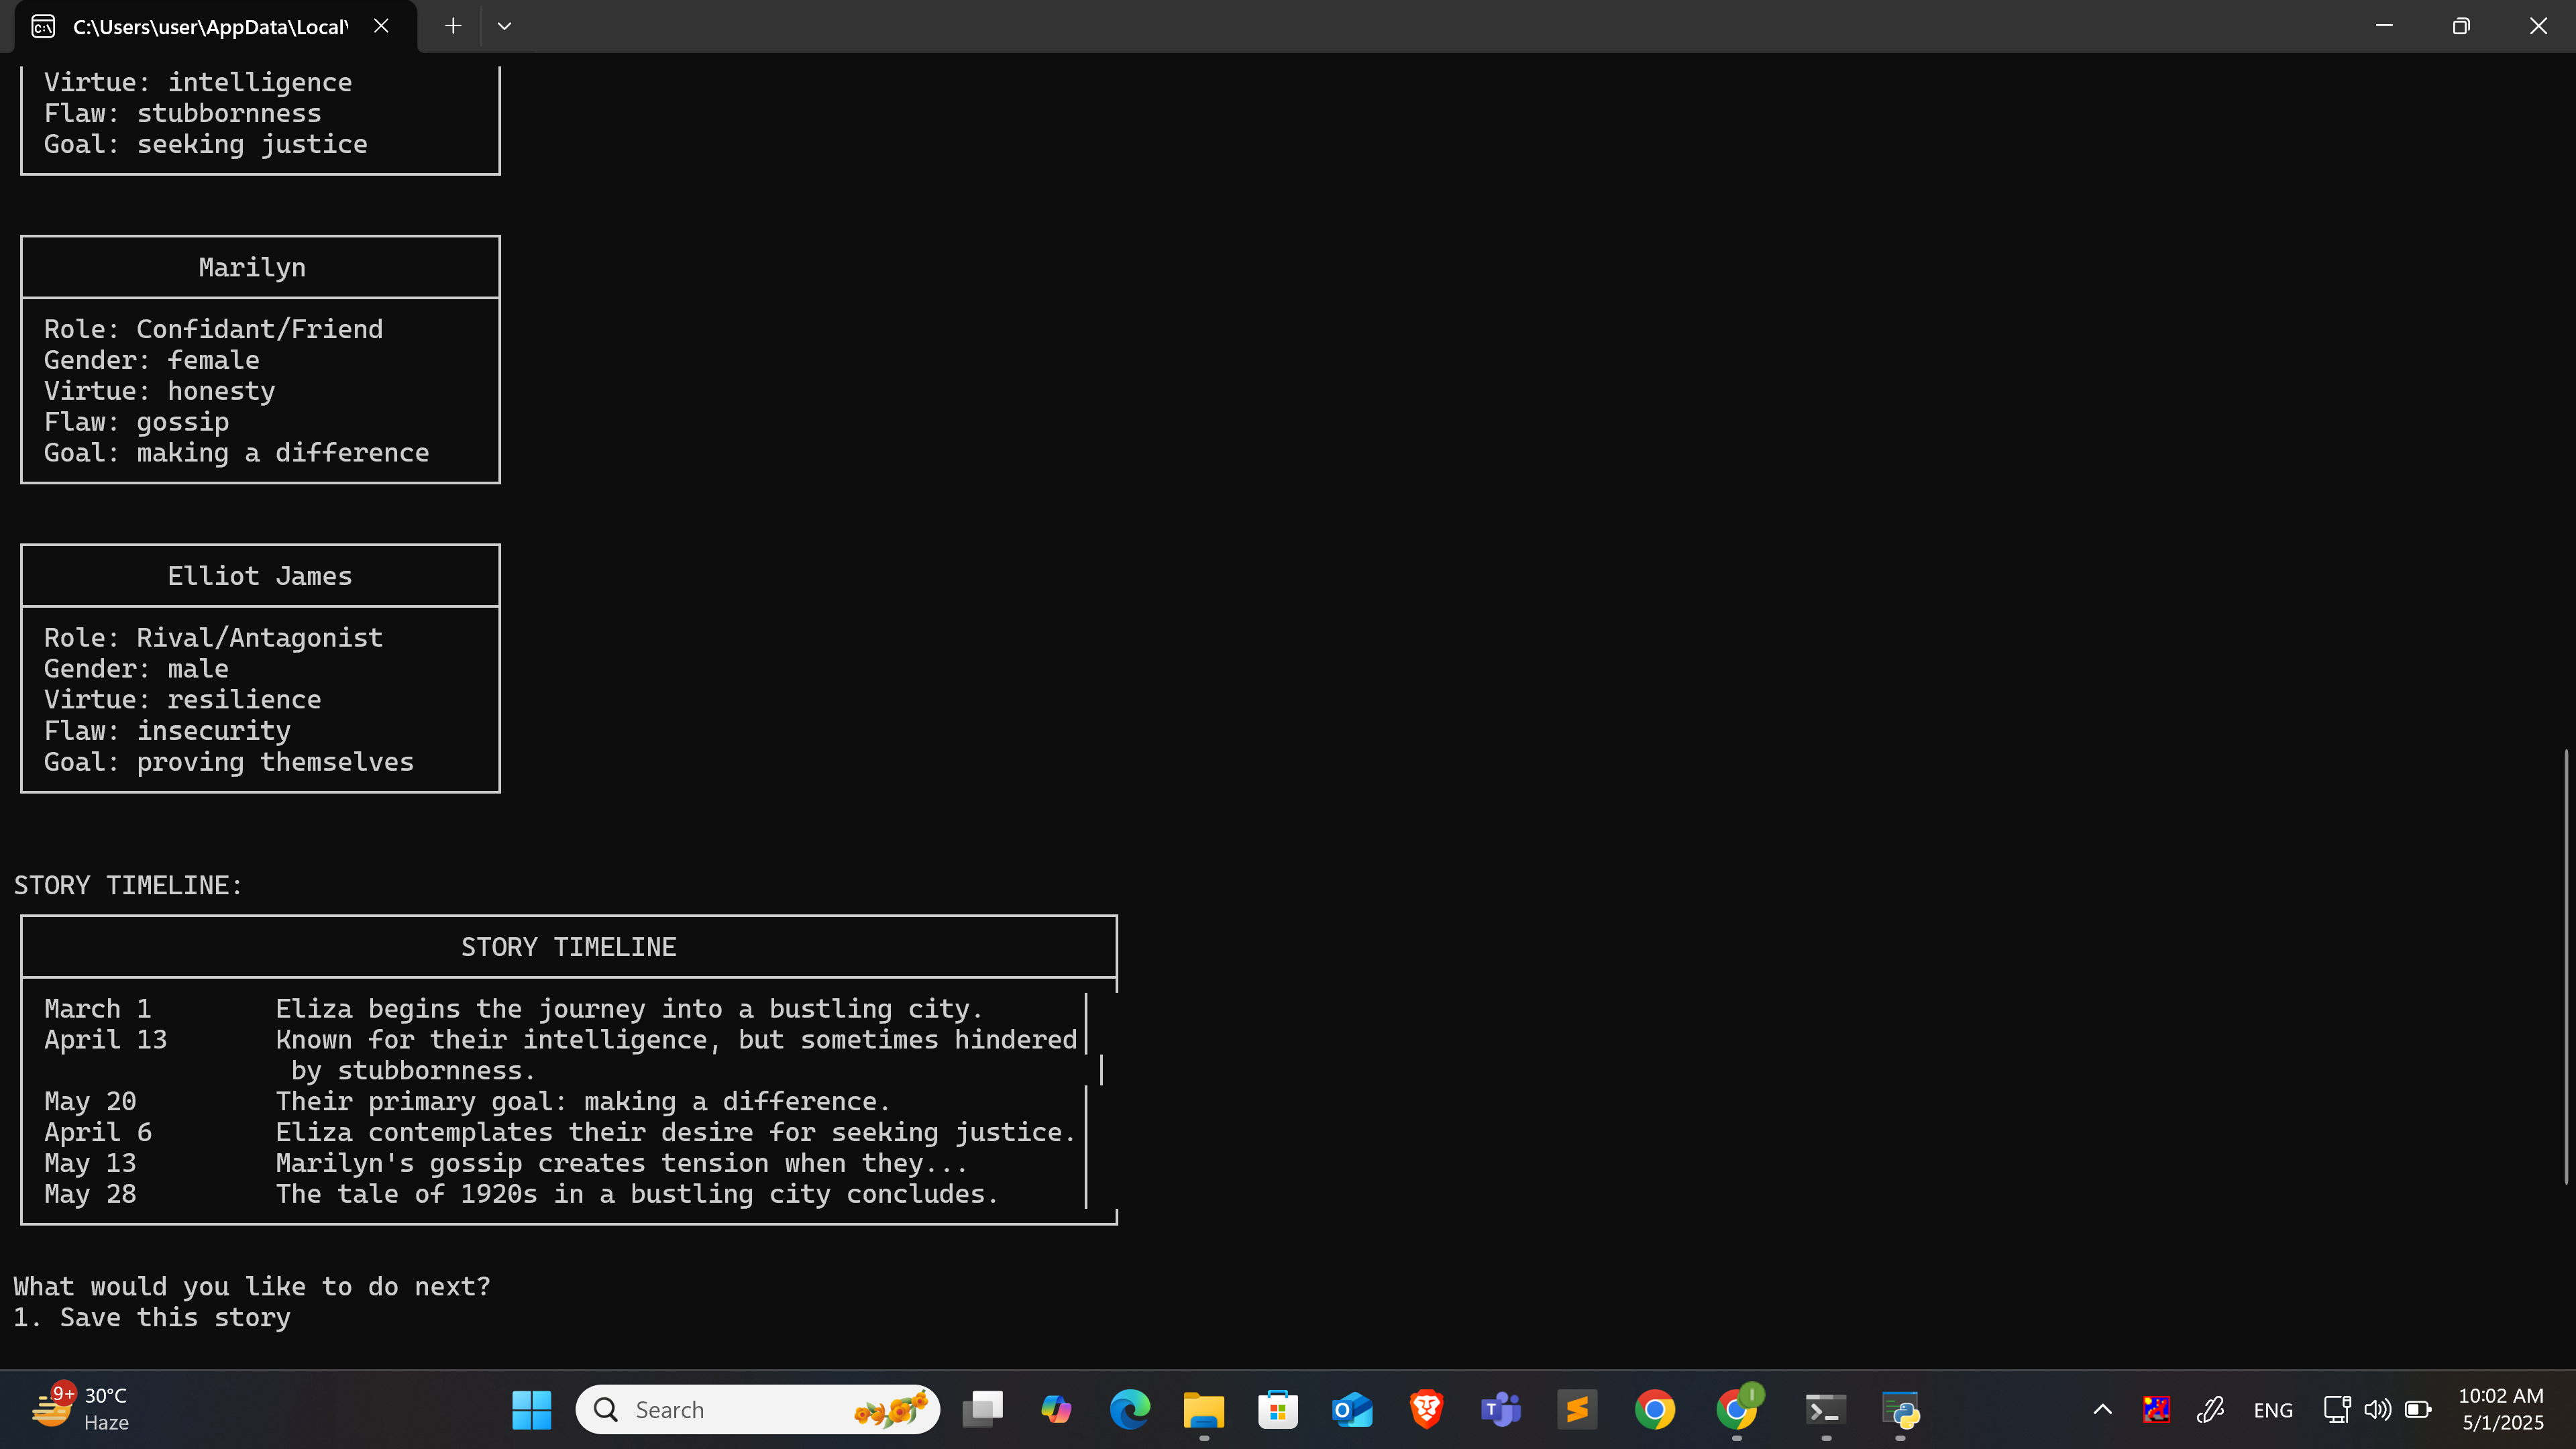 C:\Users\user\AppData\Local\
Virtue: intelligence
Flaw: stubbornness
Goal: seeking justice
Marilyn
Role: Confidant/Friend
Gender: female
Virtue: honesty
Flaw: gossip
Goal: making a difference
Elliot James
Role: Rival/Antagonist
Gender: male
Virtue: resilience
Flaw: insecurity
Goal: proving themselves
STORY TIMELINE:
STORY TIMELINE
March 1 Eliza begins the journey into a bustling city.
April 13 Known for their intelligence, but sometimes hindered
by stubbornness.
May 20 Their primary goal: making a difference.
April 6 Eliza contemplates their desire for seeking justice.
May 13 Marilyn's gossip creates tension when they...
May 28 The tale of 1920s in a bustling city concludes.
What would you like to do next?
1. Save this story
9+ 30°C
Haze
Search
ENG
10:02 AM
5/1/2025